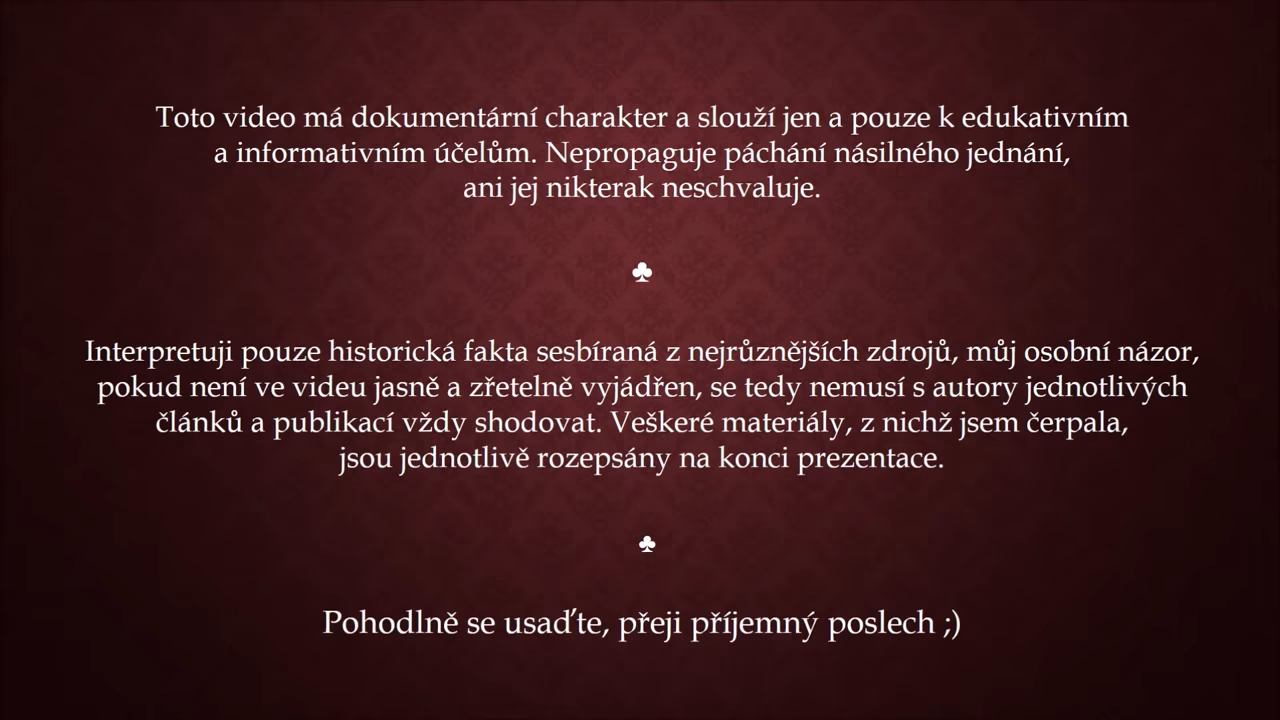 Toto video má dokumentární charakter a slouží jen a pouze k edukativním
a informativním účelům. Nepropaguje páchání násilného jednání,
ani jej nikterak neschvaluje.
♣
Interpretuji pouze historická fakta sesbíraná z nejrůznějších zdrojů, můj osobní názor,
pokud není ve videu jasně a zřetelně vyjádřen, se tedy nemusí s autory jednotlivých
článků a publikací vždy shodovat. Veškeré materiály, z nichž jsem čerpala,
jsou jednotlivě rozepsány na konci prezentace.
♣
Pohodlně se usaďte, přeji příjemný poslech ;)